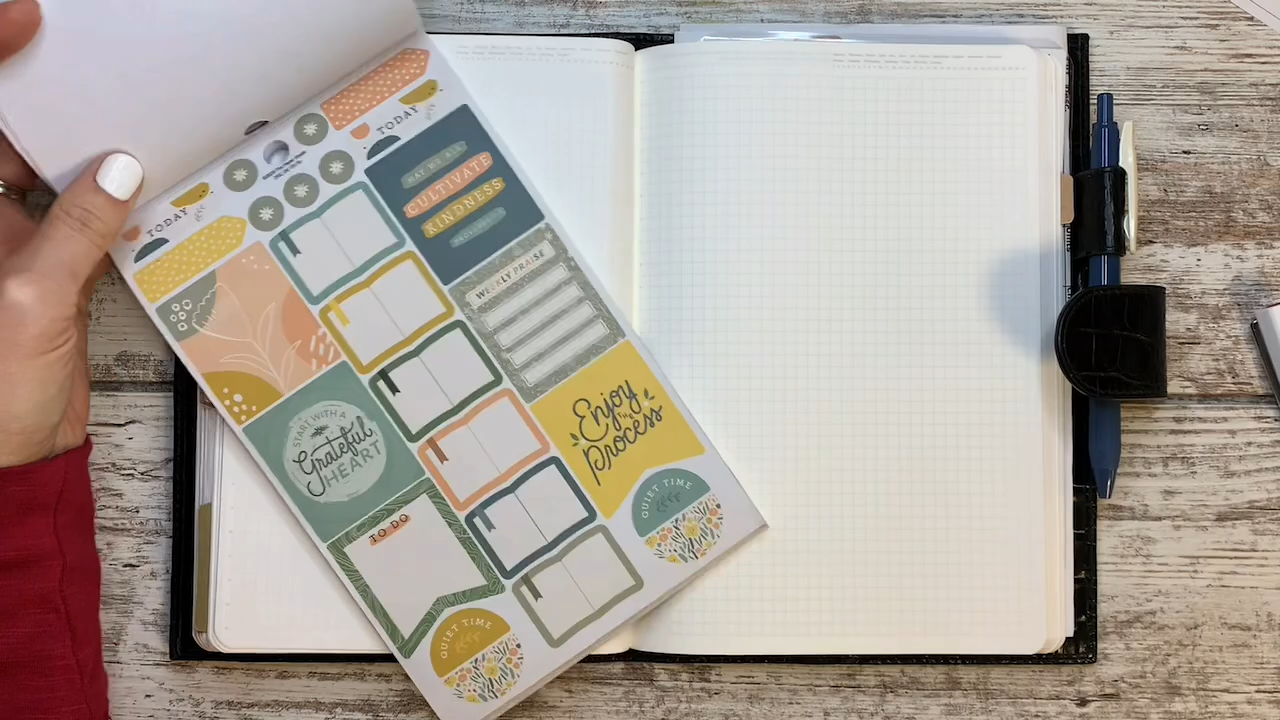 TODAY
TODAY
MAY WE ALL
CULTIVATE
KINDNESS
WEEKLY PRAISE
START WITH A
Grateful
HEART
Enjoy
THE
Process
TO DO
QUIET TIME
QUIET TIME